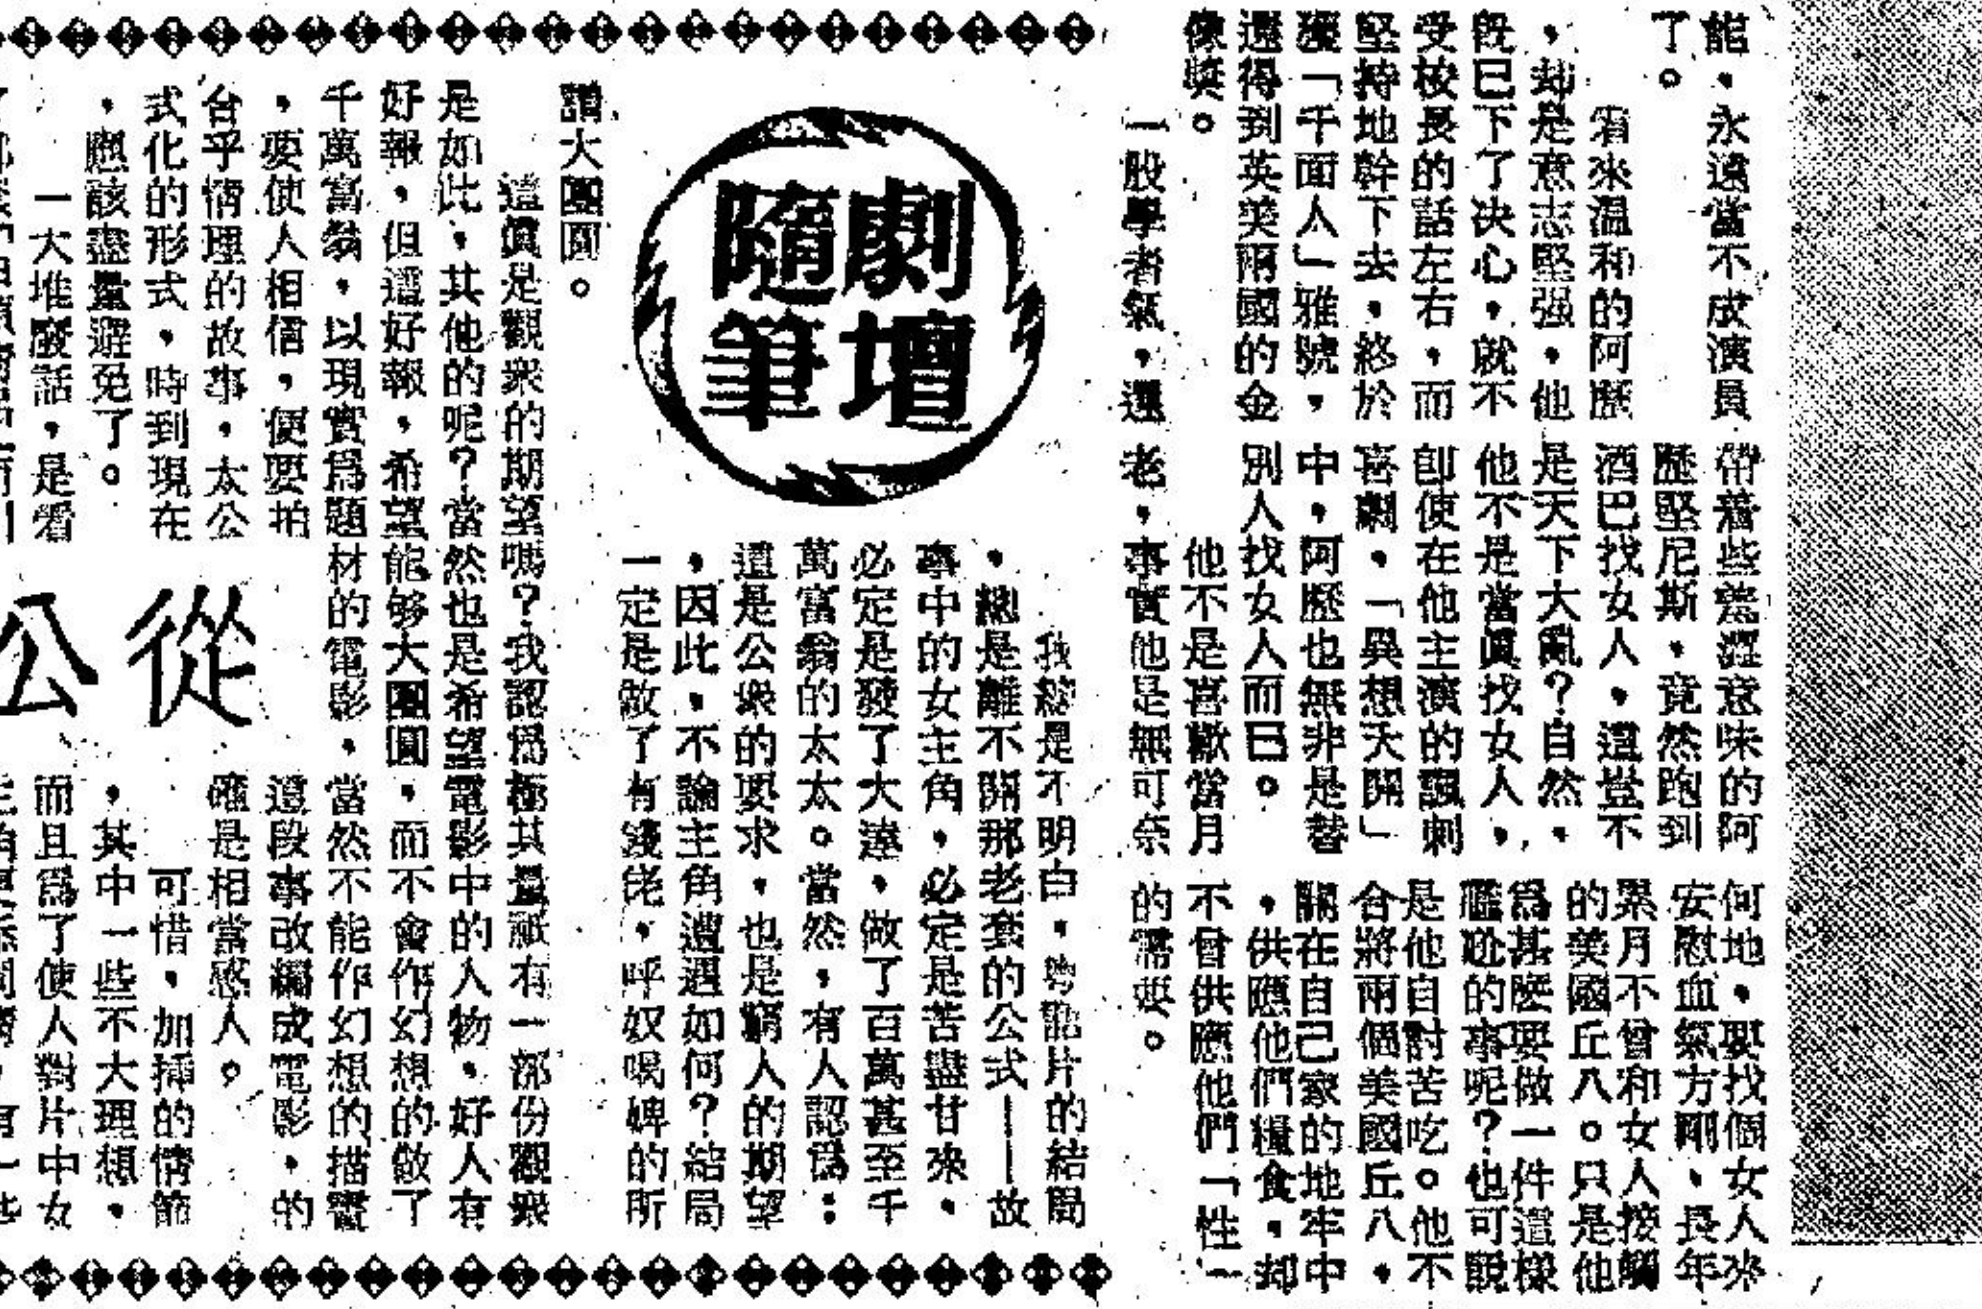 能，永遠當不成演員
了。
看來温和的阿歷
，却是意志堅强，他
旣已下了决心，就不
受校長的話左右，而
堅持地幹下去，終於
獲「千面人」雅號，
還得到英美兩國的金
像獎。
一股學者氣，還
帶着些羞澀意味的阿
歷堅尼斯，竟然跑到
酒巴找女人，這豈不
是天下大亂？自然，
他不是當眞找女人，
卽使在他主演的諷刺
喜劇，「異想天開」
中，阿歷也無非是替
別人找女人而已。
他不是喜歡當月
老，事實他是無可奈
何地，要找個女人來
安慰血氣方剛，長年
累月不曾和女人接觸
的美國丘八。只是他
爲甚麽要做一件這樣
尶尬的事呢？也可說
是他自討苦吃。他不
合將兩個美國丘八，
關在自己家的地牢中
，供應他們糧食，却
不曾供應他們「性一
的需要。
劇壇
隨筆
我總是不明白，粤語片的結局
，總是離不開那老套的公式——故
事中的女主角，必定是苦盡甘來，
必定是發了大達，做了百萬甚至千
萬富翁的太太。當然，有人認爲：
這是公衆的要求，也是窮人的期望
，因此，不論主角遭遇如何？結局
一定是做了有錢佬，呼奴喝婢的所
謂大團圓。
這眞是觀衆的期望嗎？我認爲極其量祇有一部份觀衆
是如此，其他的呢？當然也是希望電影中的人物，好人有
好報，但這好報，希望能够大團圓，而不會作幻想的做了
千萬富翁，以現實爲題材的電影，當然不能作幻想的描寫
，要使人相信，便要拍
台乎情理的故事，太公
式化的形式，時到現在
，應該盡量避免了。
一大堆廢話，是看
從公
這段事改編成電影，的
確是相當感人。
可惜，加揷的情節
，其中一些不大理想，
而且爲了使人對片中女